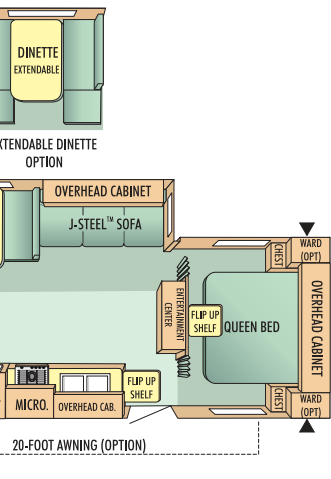 DINETTE
EXTENDABLE
XTENDABLE DINETTE
OPTION
OVERHEAD CABINET
J-STEEL™ SOFA
CHEST
WARD
(OPT)
ENTERTAINMENT
CENTER
FLIP UP
SHELF
QUEEN BED
OVERHEAD CABINET
FLIP UP
SHELF
MICRO.
OVERHEAD CAB.
CHEST
WARD
(OPT)
20-FOOT AWNING (OPTION)